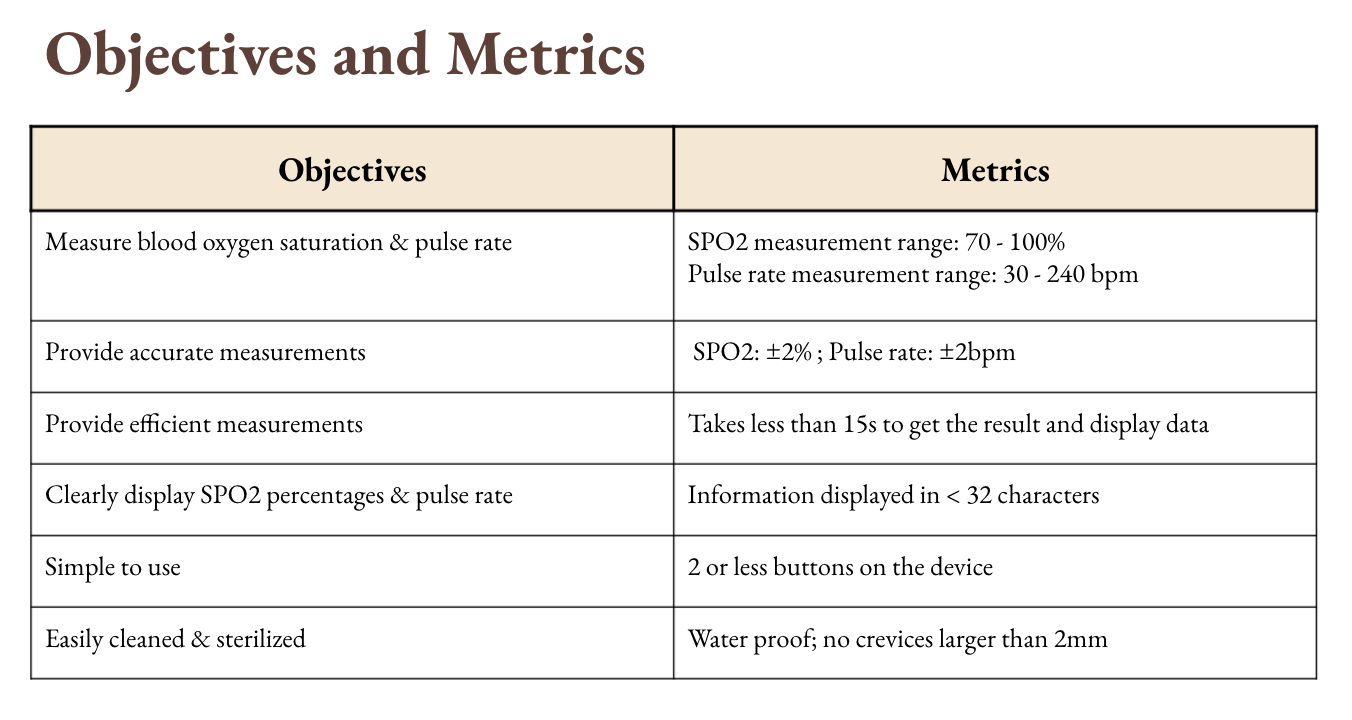 Objectives and Metrics
Objectives
Metrics
Measure blood oxygen saturation & pulse rate
SPO2 measurement range: 70 - 100%
Pulse rate measurement range: 30 - 240 bpm
Provide accurate measurements
SPO2: ±2% ; Pulse rate: ±2bpm
Provide efficient measurements
Takes less than 15s to get the result and display data
Clearly display SPO2 percentages & pulse rate
Information displayed in < 32 characters
Simple to use
2 or less buttons on the device
Easily cleaned & sterilized
Water proof; no crevices larger than 2mm